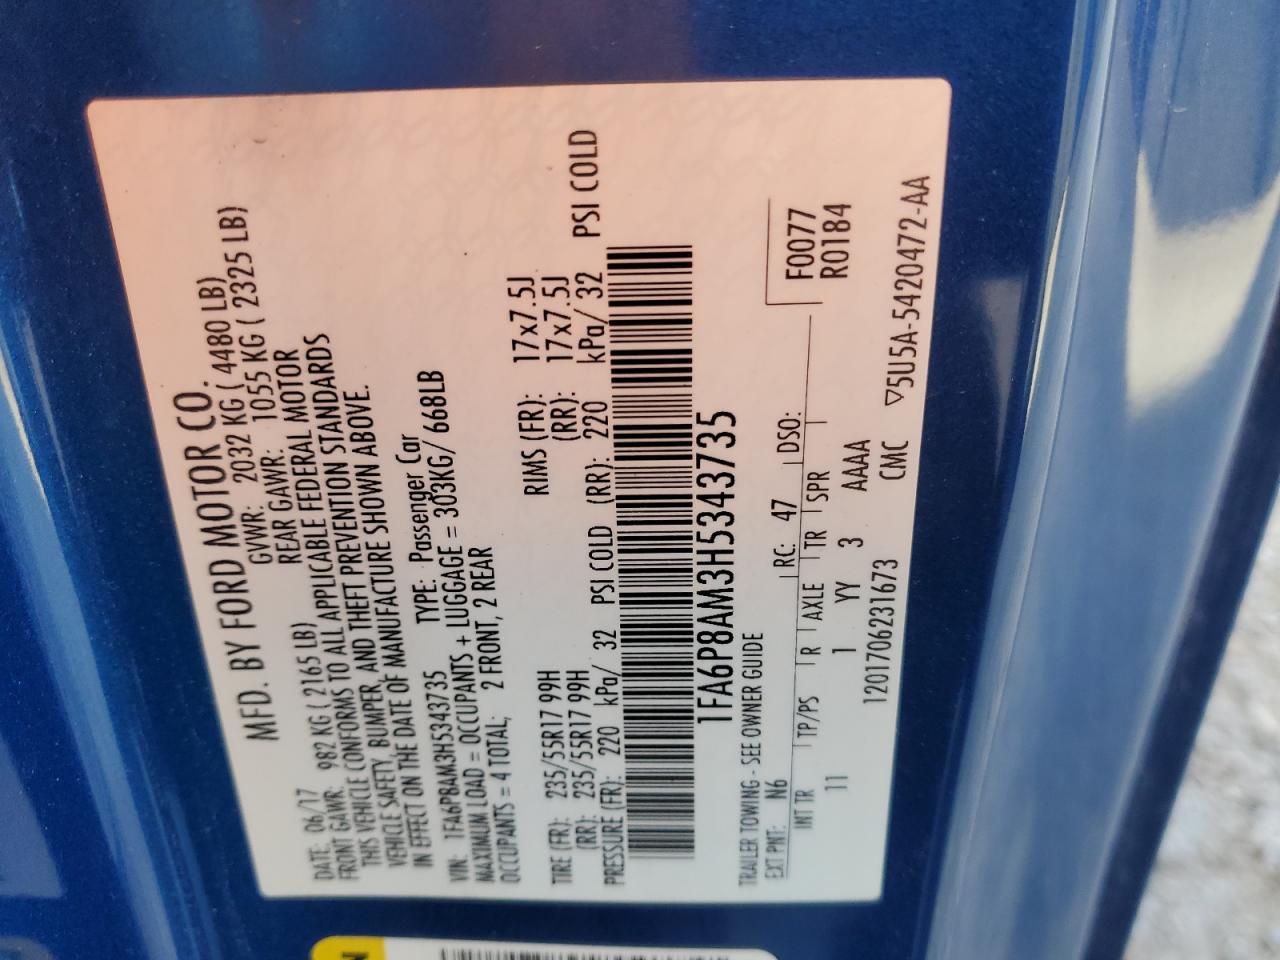 MFD. BY FORD MOTOR CO.
DATE: 06/17 GVWR: 2032 KG ( 4480 LB)
FRONT GAWR: 982 KG ( 2165 LB) REAR GAWR: 1055 KG ( 2325 LB)
THIS VEHICLE CONFORMS TO ALL APPLICABLE FEDERAL MOTOR
VEHICLE SAFETY, BUMPER, AND THEFT PREVENTION STANDARDS
IN EFFECT ON THE DATE OF MANUFACTURE SHOWN ABOVE.
VIN: 1FA6P8AM3H5343735 TYPE: Passenger Car
MAXIMUM LOAD = OCCUPANTS + LUGGAGE = 303KG/ 668LB
OCCUPANTS = 4 TOTAL; 2 FRONT, 2 REAR
TIRE (FR): 235/55R17 99H RIMS (FR): 17x7.5J
(RR): 235/55R17 99H (RR): 17x7.5J
PRESSURE (FR): 220 kPa/ 32 PSI COLD (RR): 220 kPa/ 32 PSI COLD
1FA6P8AM3H5343735
TRAILER TOWING - SEE OWNER GUIDE
EXT PNT: N6 RC: 47 DSO: F0077
INT TR TP/PS R AXLE TR SPR R0184
11 1 YY 3 AAAA
1201706231673 CMC ▽5U5A-5420472-AA